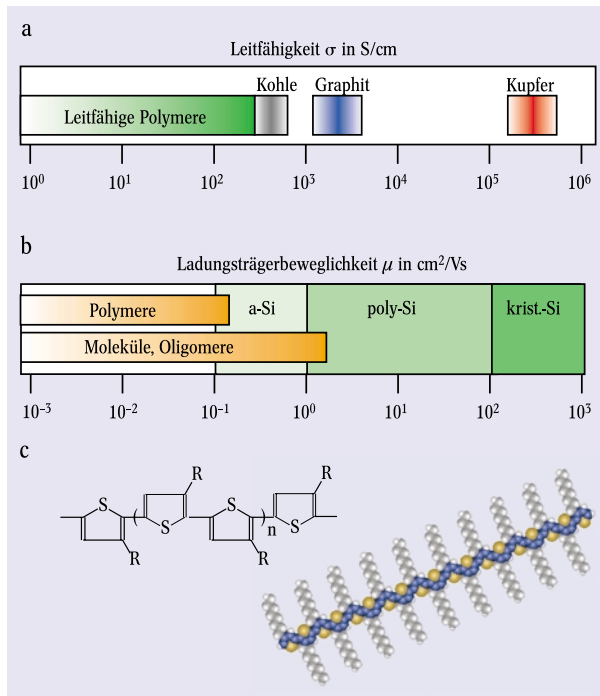 a
Leitfähigkeit σ in S/cm
Kohle Graphit Kupfer
Leitfähige Polymere
10⁰ 10¹ 10² 10³ 10⁴ 10⁵ 10⁶
b
Ladungsträgerbeweglichkeit μ in cm²/Vs
Polymere a-Si poly-Si krist.-Si
Moleküle, Oligomere
10⁻³ 10⁻² 10⁻¹ 10⁰ 10¹ 10² 10³
c
R R
S S
( ) n
S S
R R